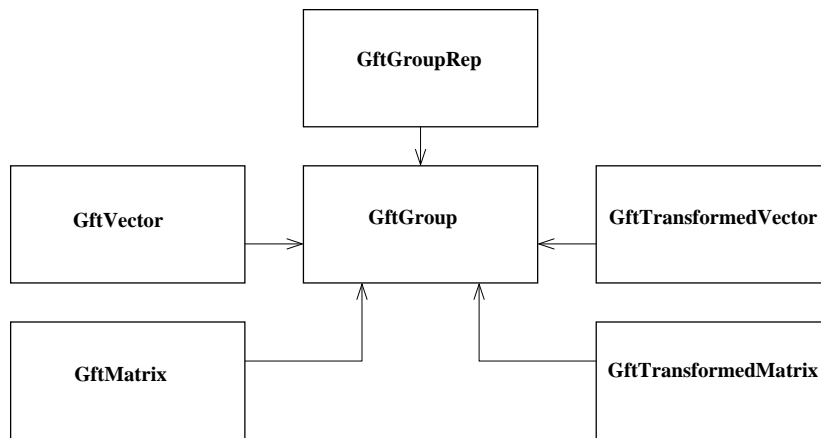 GftGroupRep
GftVector
GftGroup
GftTransformedVector
GftMatrix
GftTransformedMatrix